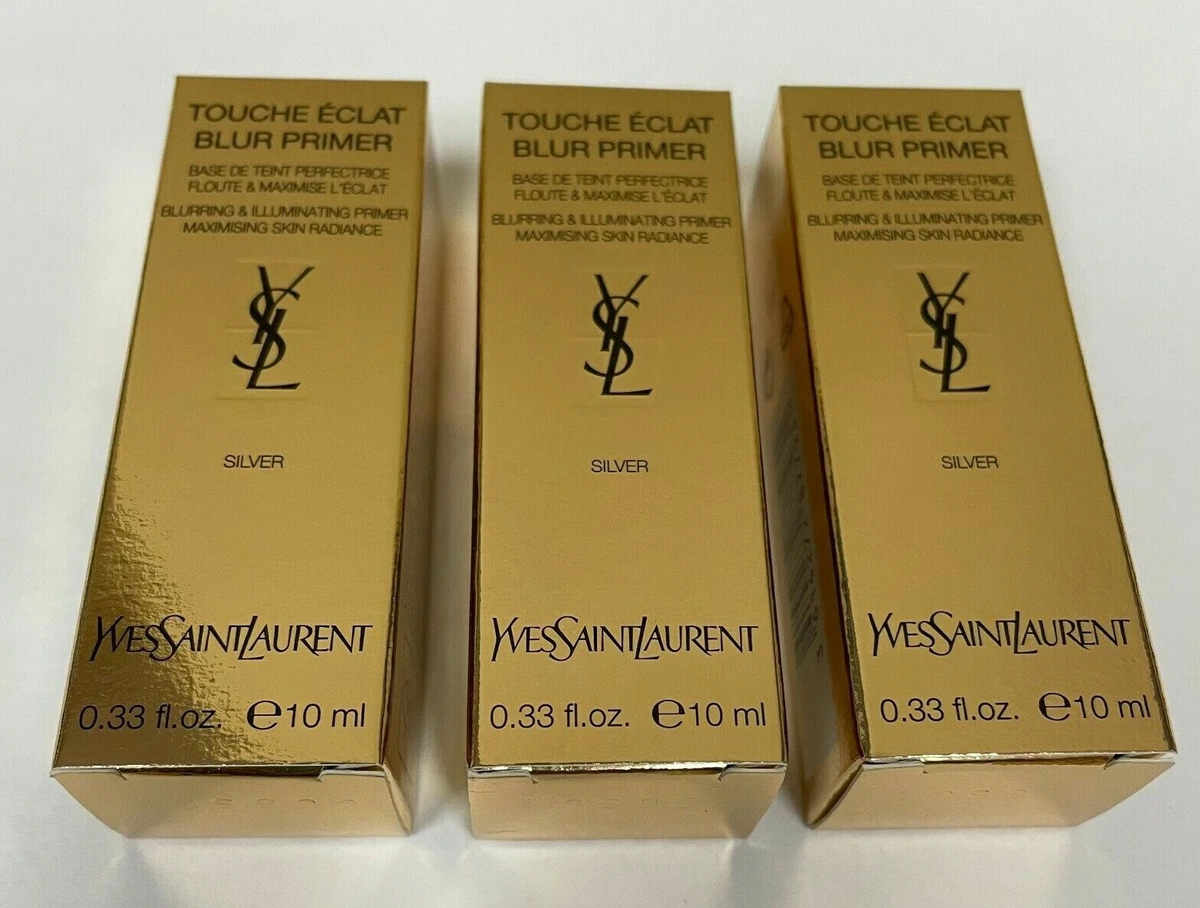 TOUCHE ÉCLAT
BLUR PRIMER
BASE DE TEINT PERFECTRICE
FLOUTE & MAXIMISE L'ÉCLAT
BLURRING & ILLUMINATING PRIMER
MAXIMISING SKIN RADIANCE
YSL
SILVER
YVESSAINTLAURENT
0.33 fl.oz. ℮10 ml
TOUCHE ÉCLAT
BLUR PRIMER
BASE DE TEINT PERFECTRICE
FLOUTE & MAXIMISE L'ÉCLAT
BLURRING & ILLUMINATING PRIMER
MAXIMISING SKIN RADIANCE
YSL
SILVER
YVESSAINTLAURENT
0.33 fl.oz. ℮10 ml
TOUCHE ÉCLAT
BLUR PRIMER
BASE DE TEINT PERFECTRICE
FLOUTE & MAXIMISE L'ÉCLAT
BLURRING & ILLUMINATING PRIMER
MAXIMISING SKIN RADIANCE
YSL
SILVER
YVESSAINTLAURENT
0.33 fl.oz. ℮10 ml